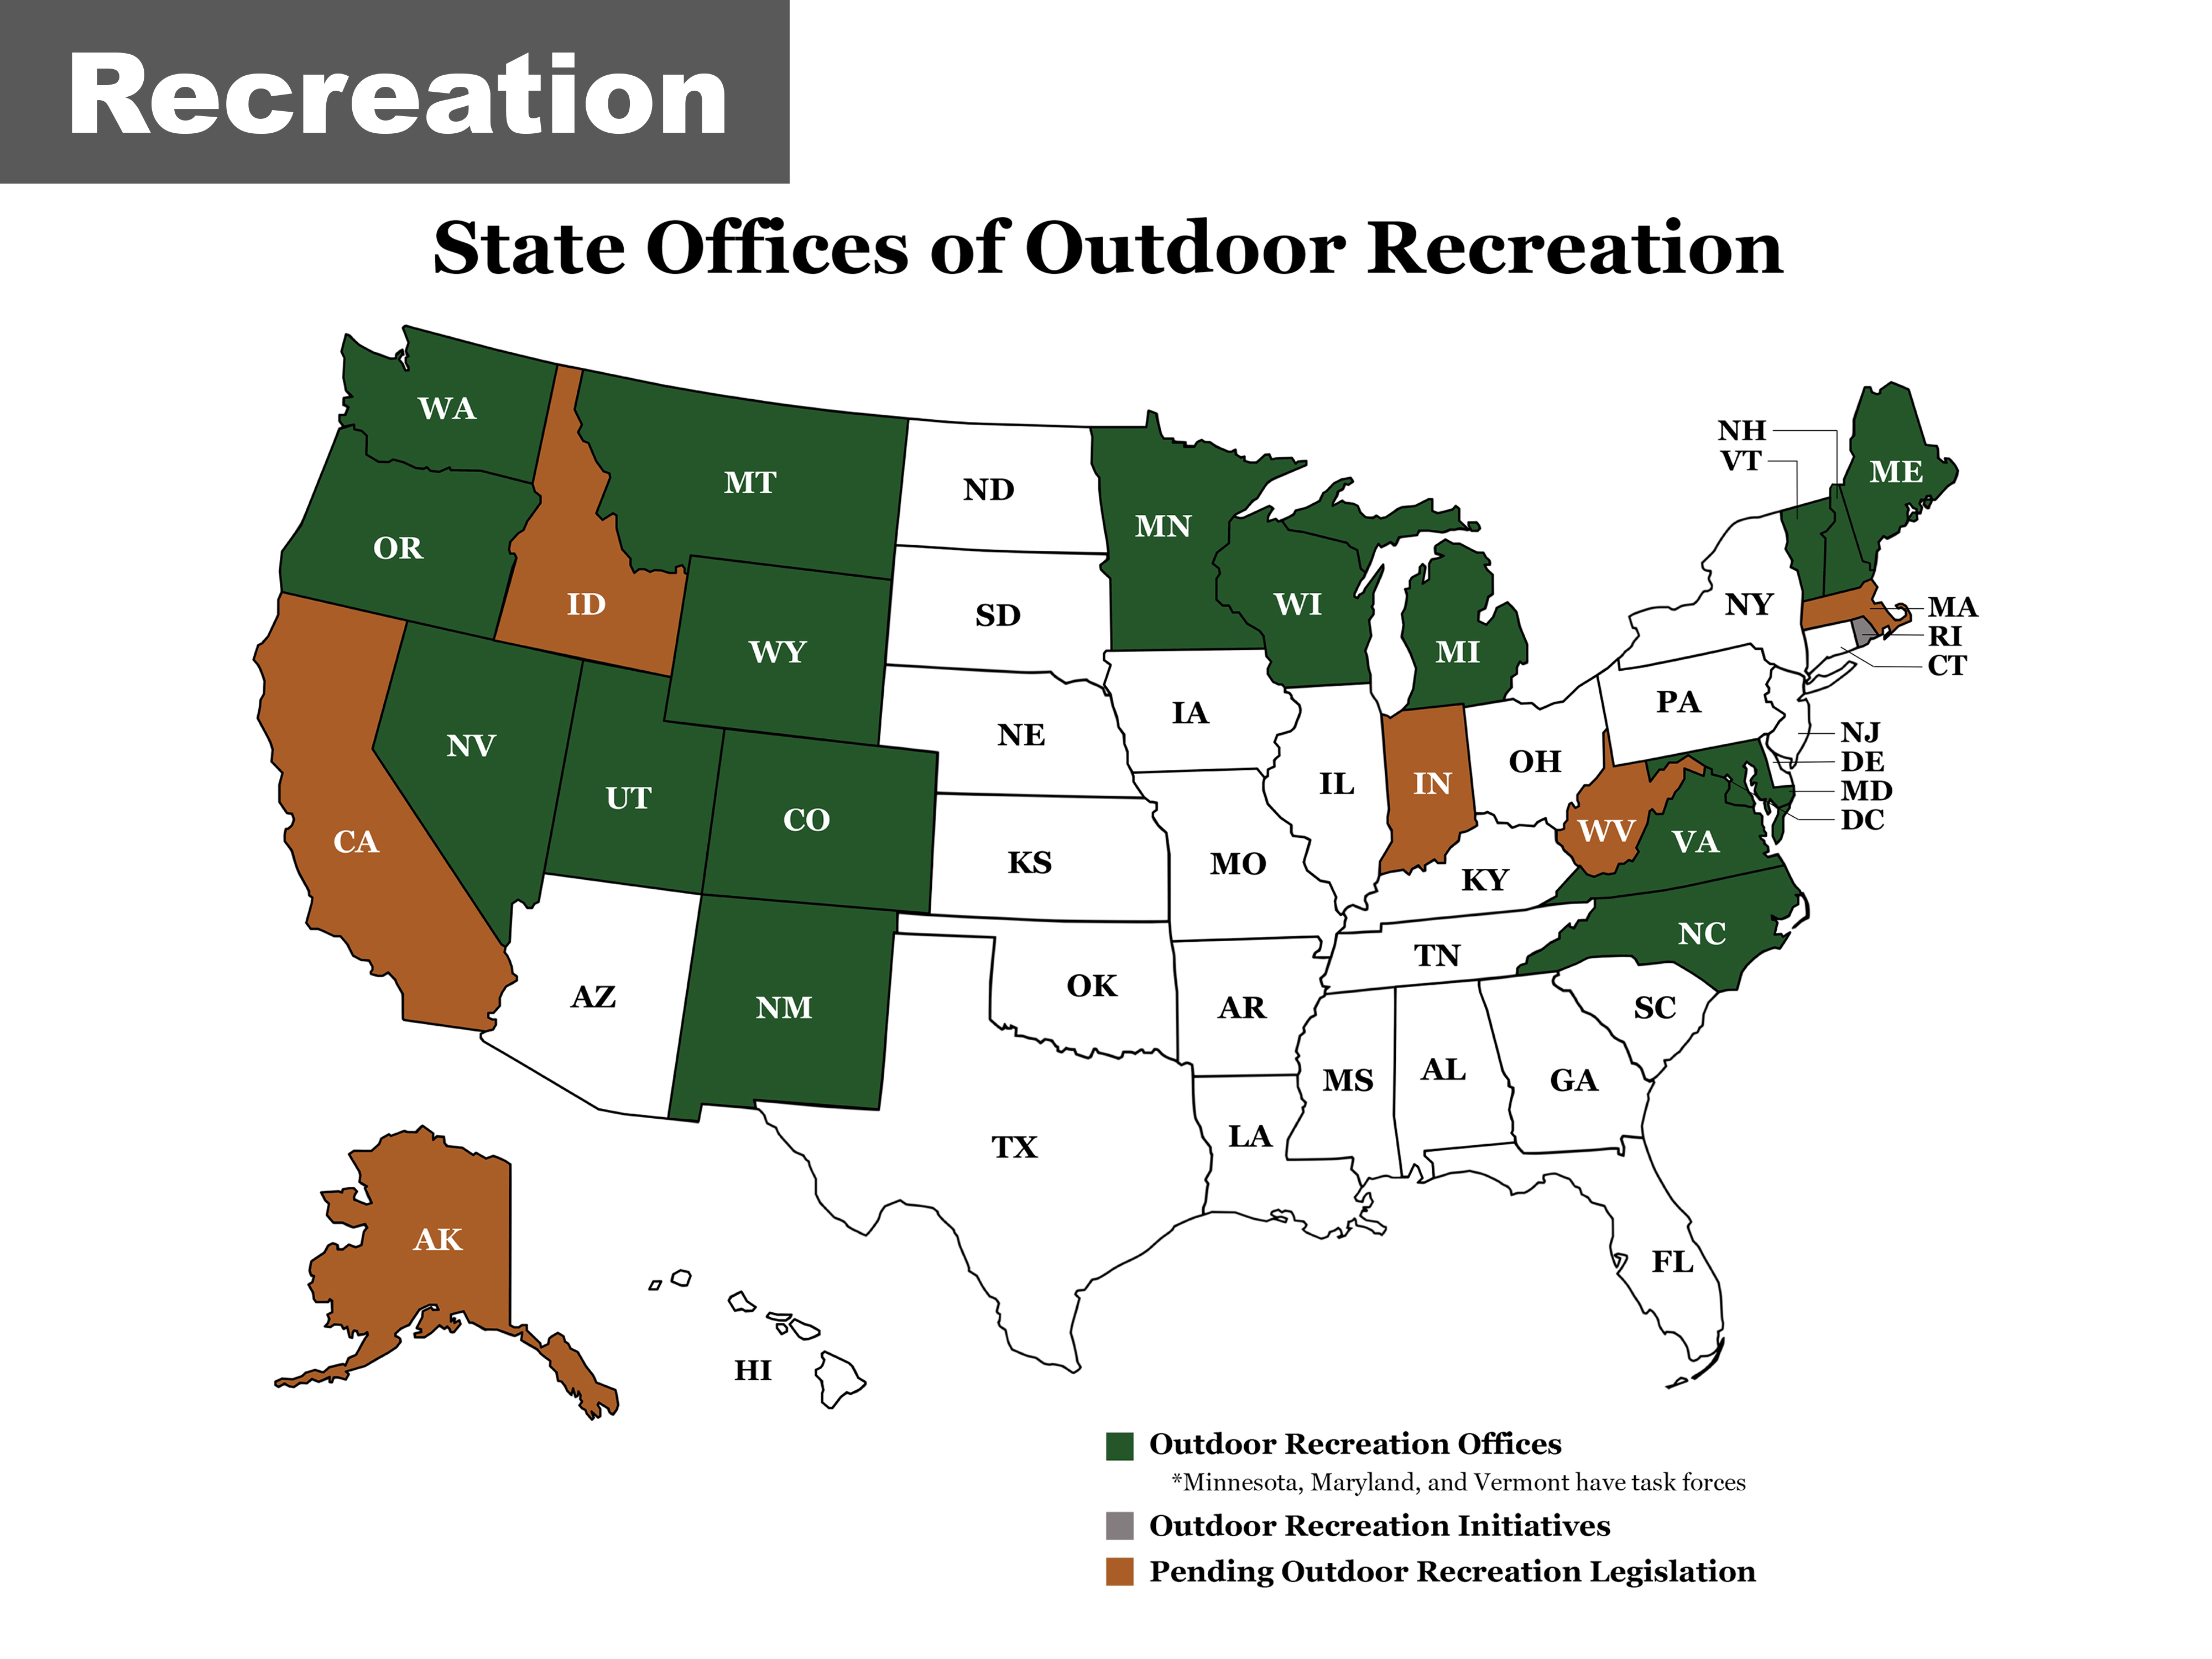 Recreation
State Offices of Outdoor Recreation
WA
MT
ND
MN
NH
VT
ME
OR
ID
SD
WI
MI
NY
MA
RI
CT
WY
NE
IA
PA
NV
UT
CO
IL
IN
OH
NJ
DE
MD
DC
CA
KS
MO
KY
WV
VA
NC
TN
AZ
NM
OK
AR
SC
MS
AL
GA
TX
LA
AK
FL
HI
Outdoor Recreation Offices
*Minnesota, Maryland, and Vermont have task forces
Outdoor Recreation Initiatives
Pending Outdoor Recreation Legislation